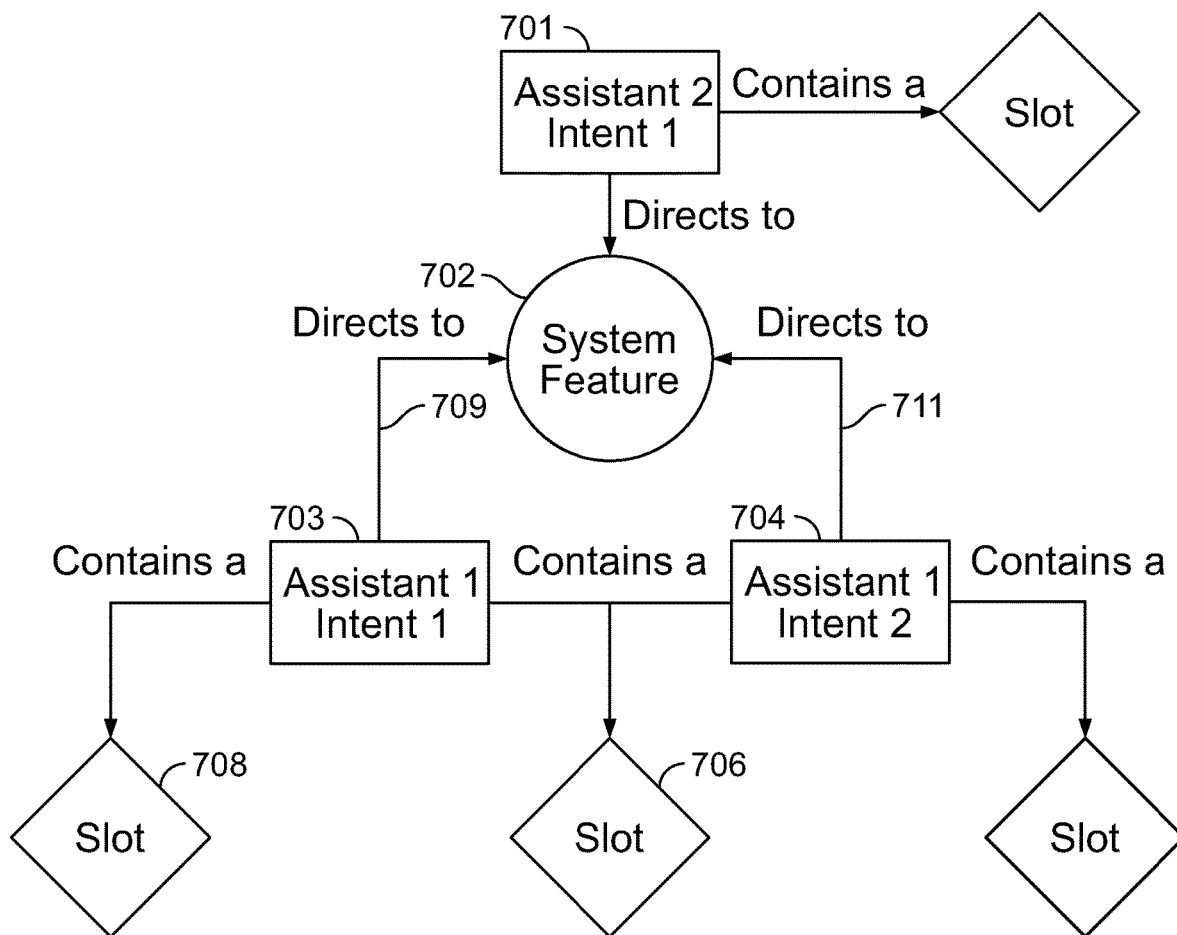 701
Assistant 2
Intent 1
Contains a
Slot
Directs to
702
Directs to
System
Feature
Directs to
709
711
703
Contains a
Assistant 1
Intent 1
Contains a
704
Assistant 1
Intent 2
Contains a
708
Slot
706
Slot
Slot